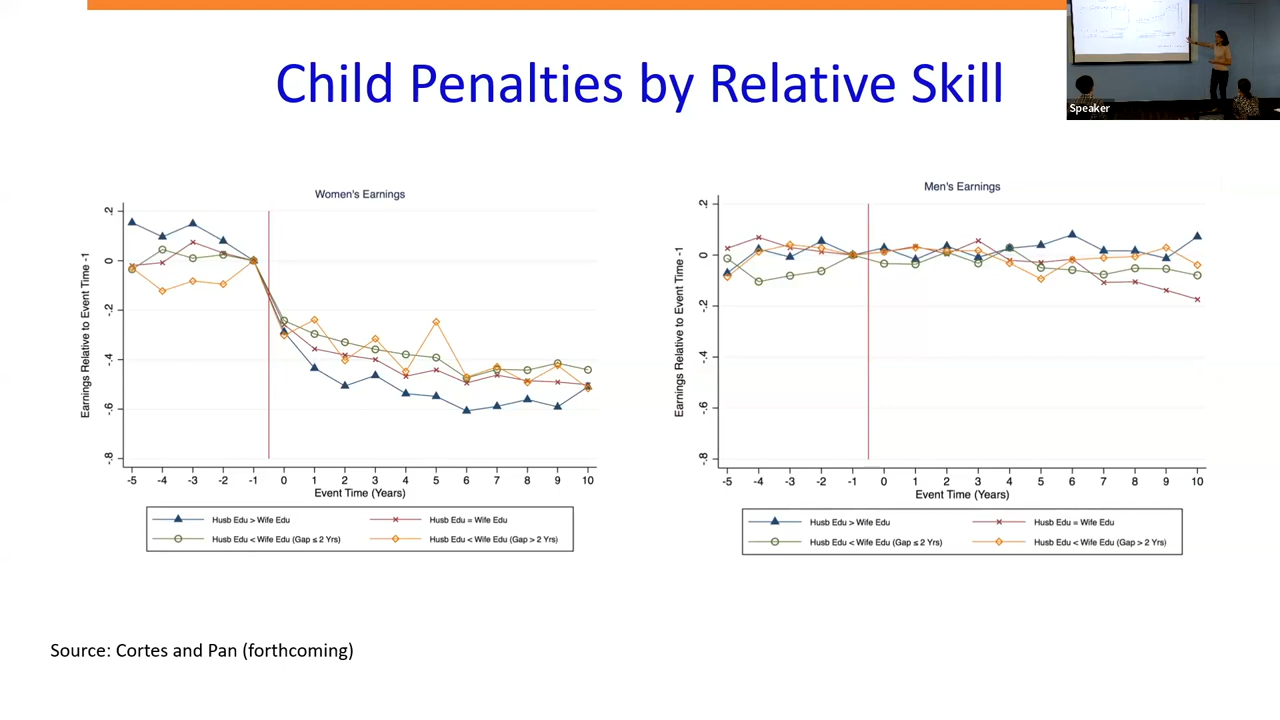 Child Penalties by Relative Skill
Speaker
Women's Earnings
Earnings Relative to Event Time -1
.2
0
-.2
-.4
-.6
-.8
-5 -4 -3 -2 -1 0 1 2 3 4 5 6 7 8 9 10
Event Time (Years)
Husb Edu > Wife Edu
Husb Edu = Wife Edu
Husb Edu < Wife Edu (Gap ≤ 2 Yrs)
Husb Edu < Wife Edu (Gap > 2 Yrs)
Men's Earnings
Earnings Relative to Event Time -1
.2
0
-.2
-.4
-.6
-.8
-5 -4 -3 -2 -1 0 1 2 3 4 5 6 7 8 9 10
Event Time (Years)
Husb Edu > Wife Edu
Husb Edu = Wife Edu
Husb Edu < Wife Edu (Gap ≤ 2 Yrs)
Husb Edu < Wife Edu (Gap > 2 Yrs)
Source: Cortes and Pan (forthcoming)